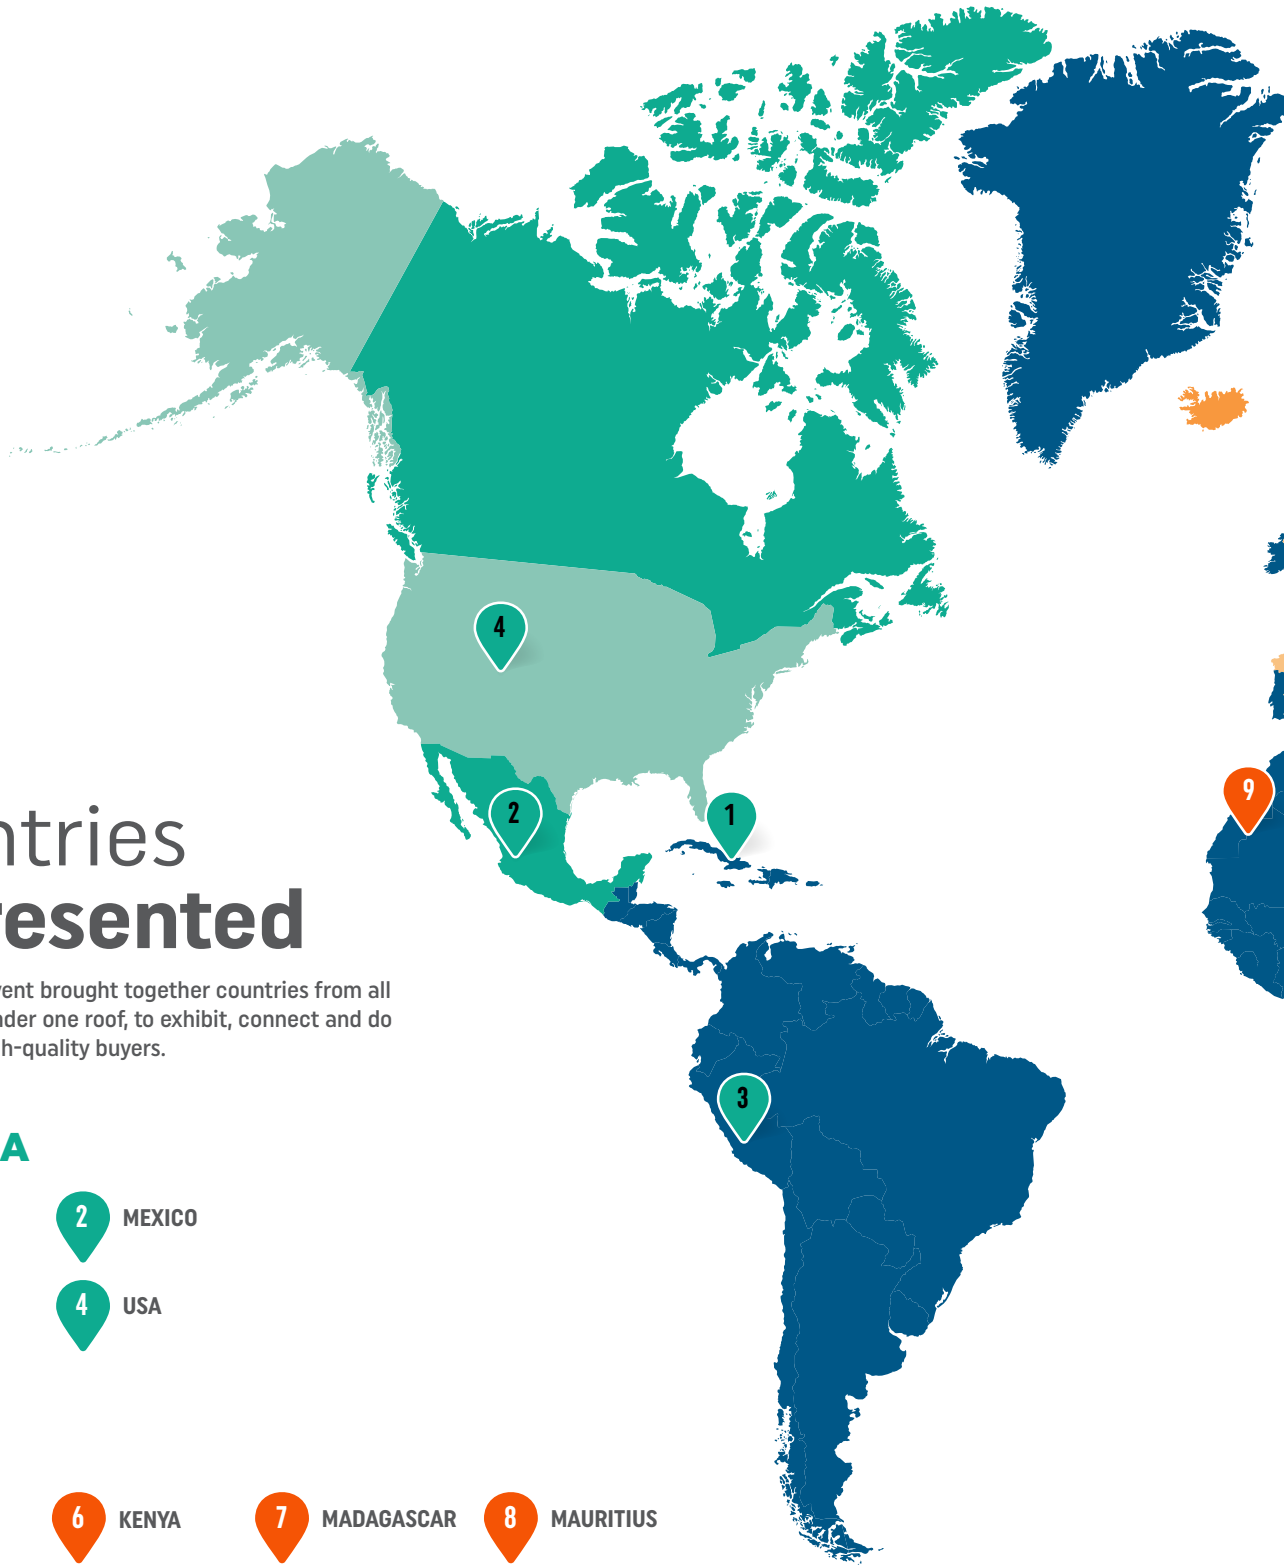 4
2
1
9
ntries
resented
vent brought together countries from all
nder one roof, to exhibit, connect and do
h-quality buyers.
3
A
2 MEXICO
4 USA
6 KENYA 7 MADAGASCAR 8 MAURITIUS